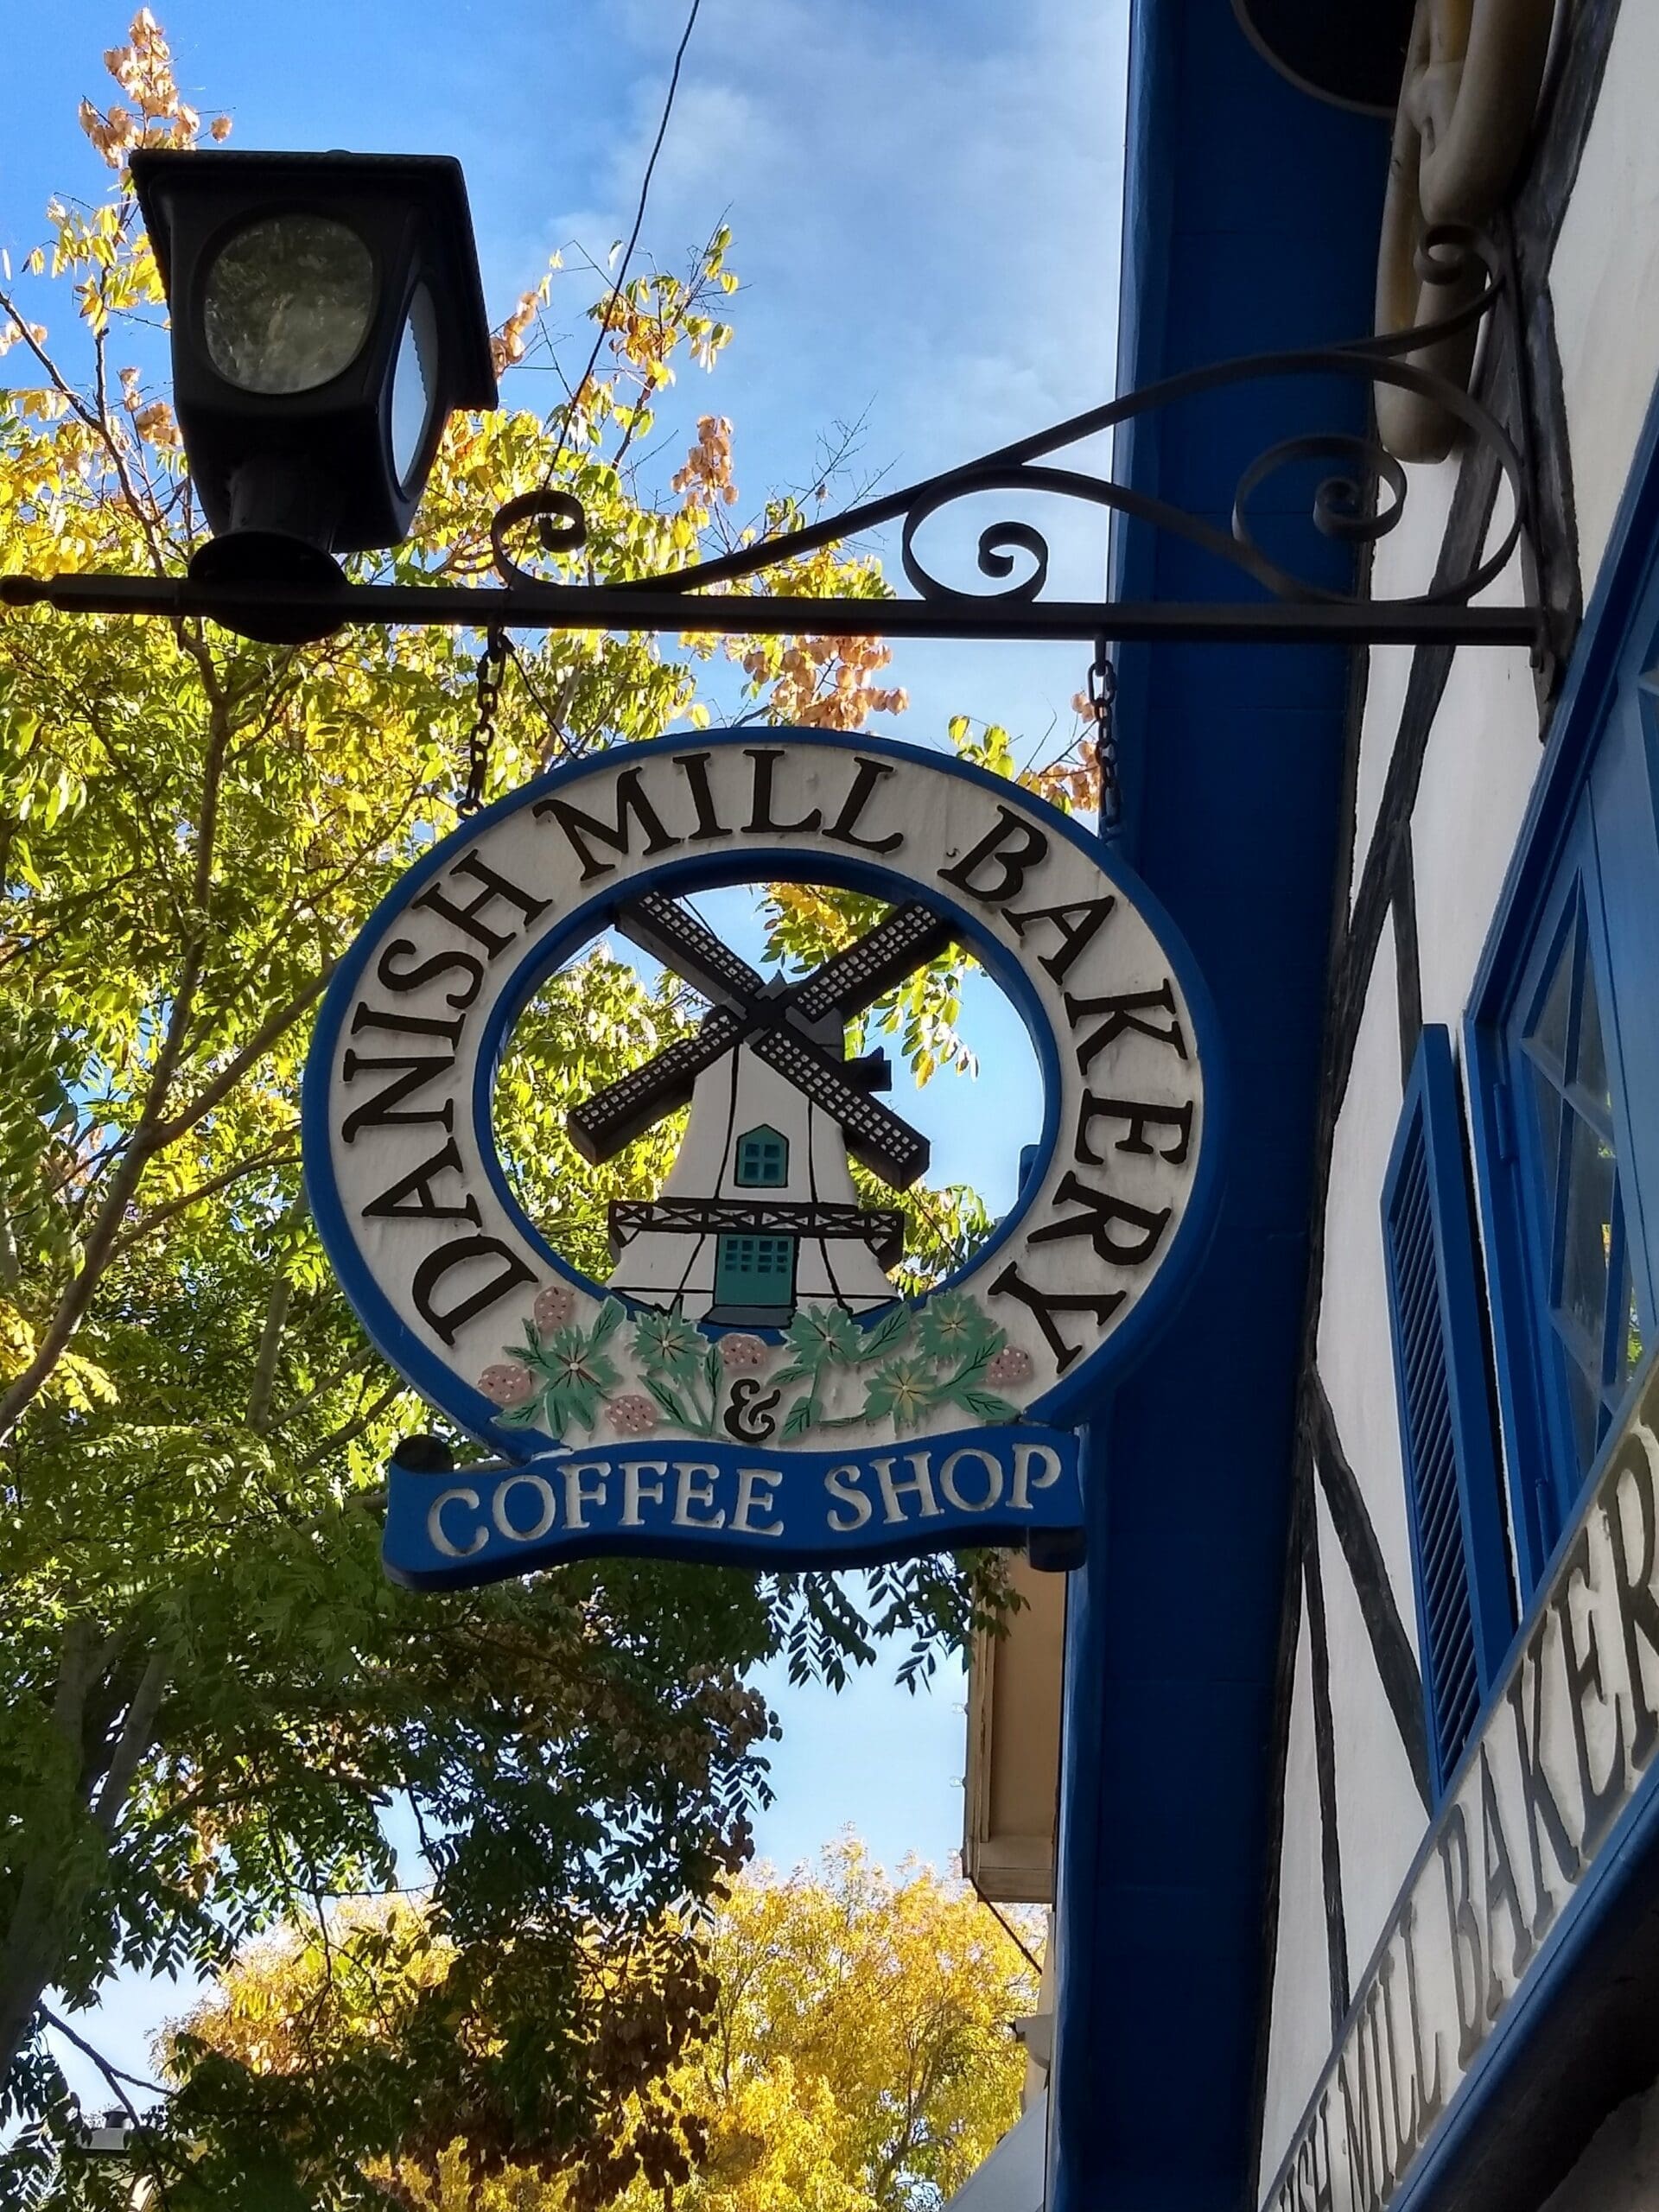 DANISH MILL BAKERY
&
COFFEE SHOP
MILL BAKER